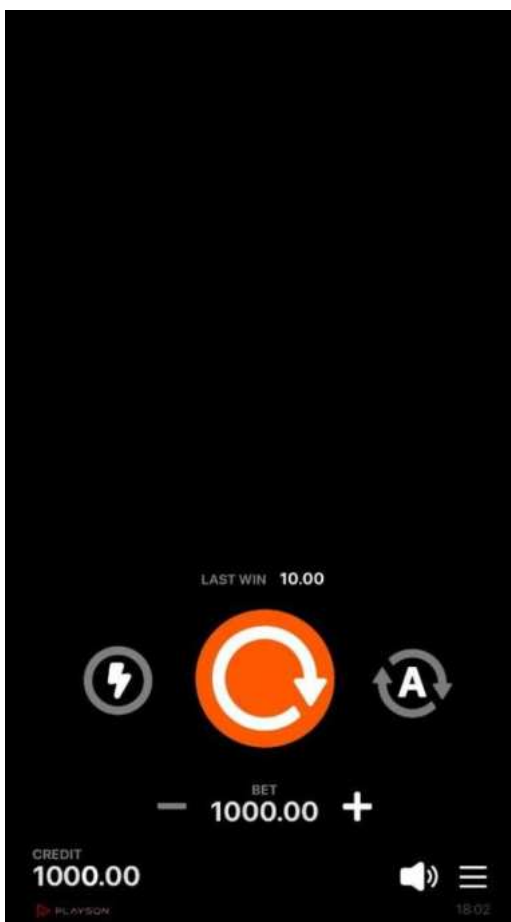 LAST WIN 10.00
A
BET
1000.00
CREDIT
1000.00
PLAYSON 18:02